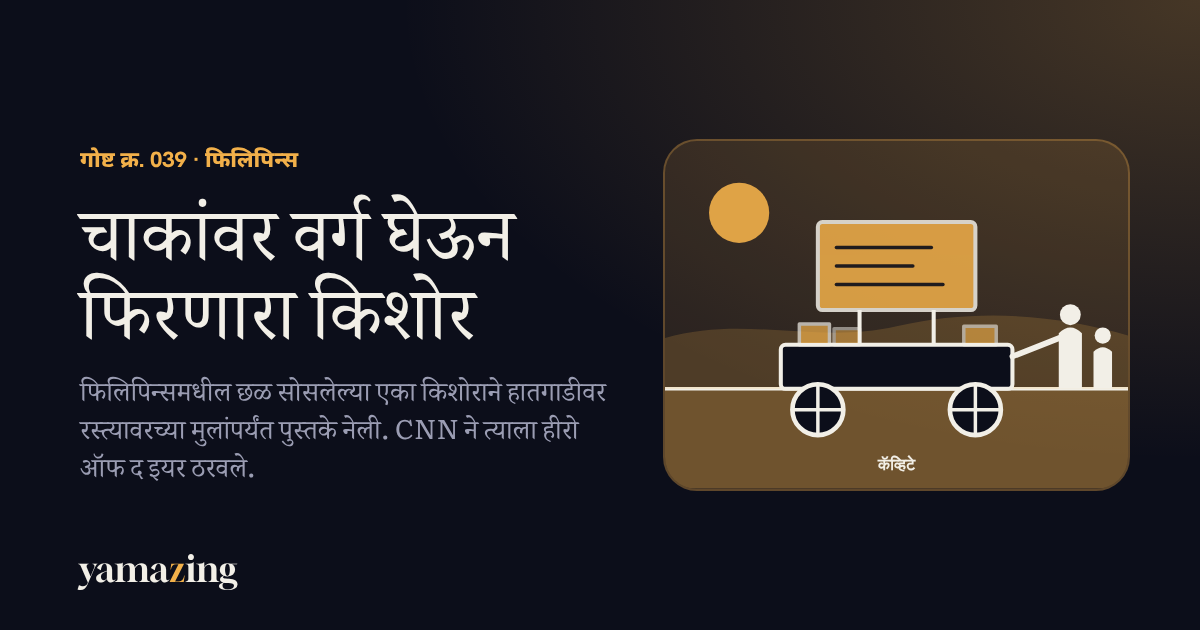 गोष्ट क्र. 039 · फिलिपिन्स
चाकांवर वर्ग घेऊन
फिरणारा किशोर
फिलिपिन्समधील छळ सोसलेल्या एका किशोराने हातगाडीवर
रस्त्यावरच्या मुलांपर्यंत पुस्तके नेली. CNN ने त्याला हीरो
ऑफ द इयर ठरवले.
कॅव्हिटे
yamazing